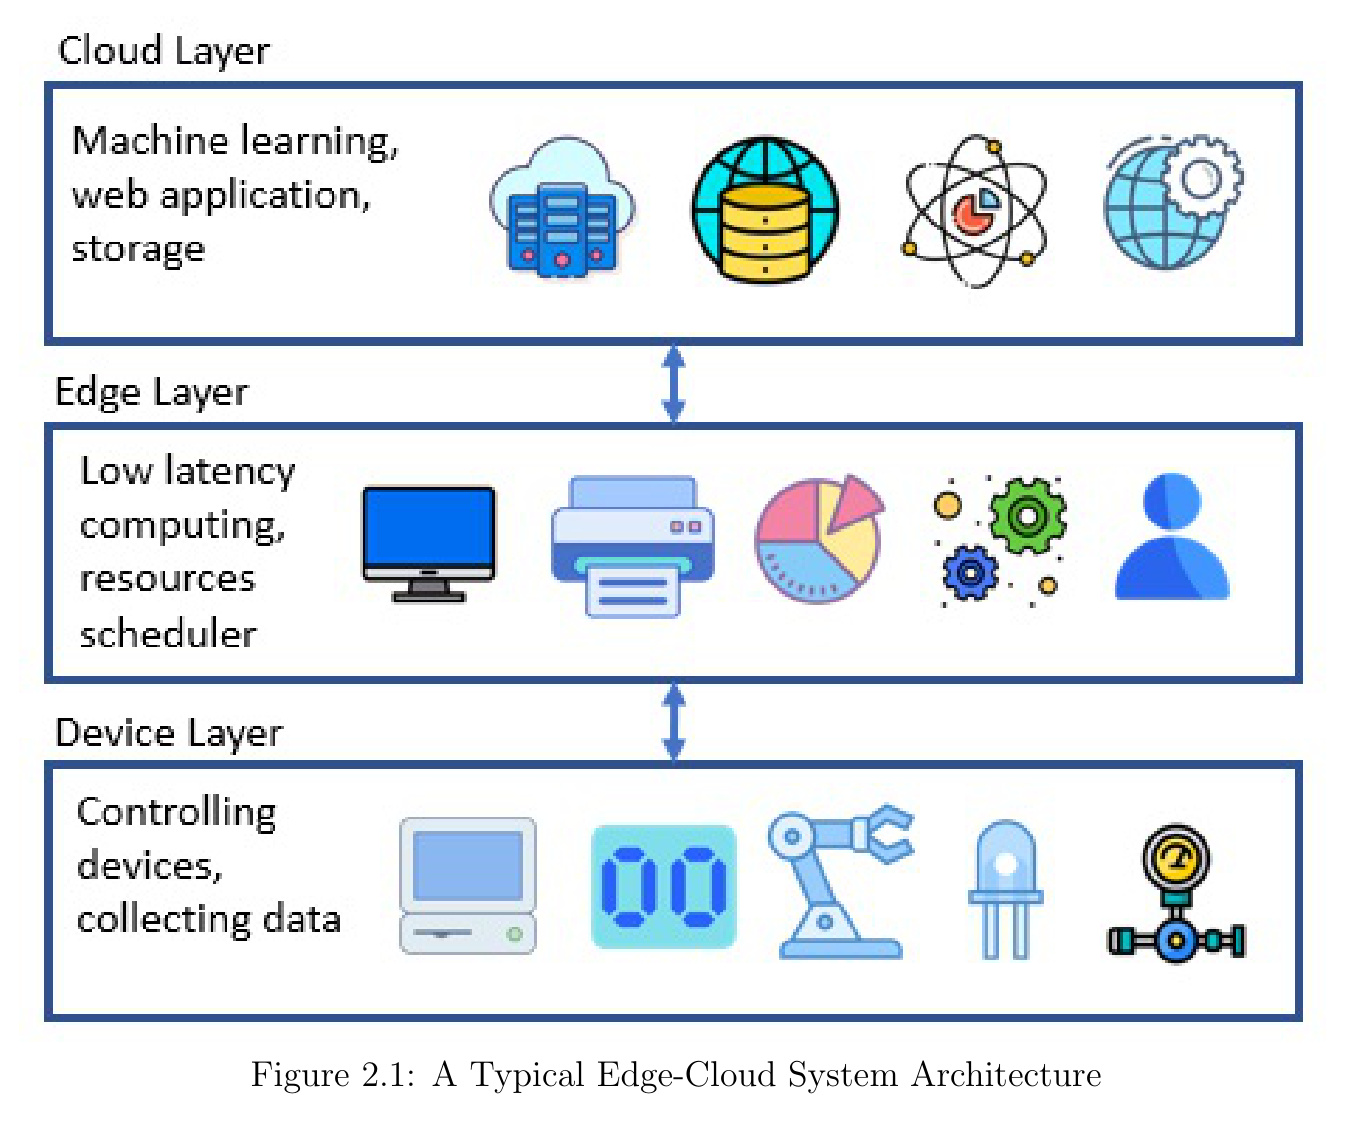 Cloud Layer
Machine learning,
web application,
storage
Edge Layer
Low latency
computing,
resources
scheduler
Device Layer
Controlling
devices,
collecting data
00
Figure 2.1: A Typical Edge-Cloud System Architecture